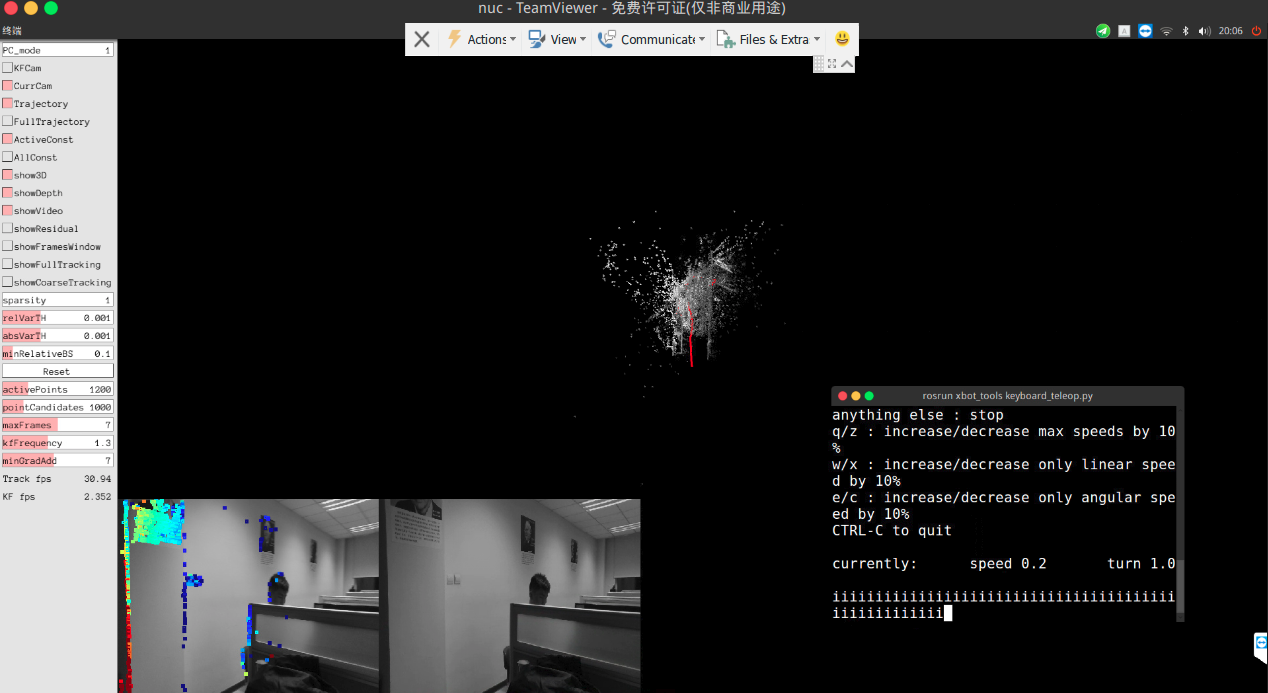 nuc - TeamViewer - 免费许可证(仅非商业用途)
终端
20:06
Actions
View
Communicate
Files & Extra
PC_mode 1
KFCam
CurrCam
Trajectory
FullTrajectory
ActiveConst
AllConst
show3D
showDepth
showVideo
showResidual
showFramesWindow
showFullTracking
showCoarseTracking
sparsity 1
relVarTH 0.001
absVarTH 0.001
minRelativeBS 0.1
Reset
activePoints 1200
pointCandidates 1000
maxFrames 7
kfFrequency 1.3
minGradAdd 7
Track fps 30.94
KF fps 2.352
rosrun xbot_tools keyboard_teleop.py
anything else : stop
q/z : increase/decrease max speeds by 10
%
w/x : increase/decrease only linear spee
d by 10%
e/c : increase/decrease only angular spe
ed by 10%
CTRL-C to quit
currently: speed 0.2 turn 1.0
iiiiiiiiiiiiiiiiiiiiiiiiiiiiiiiiiiiiiiii
iiiiiiiiiiiii